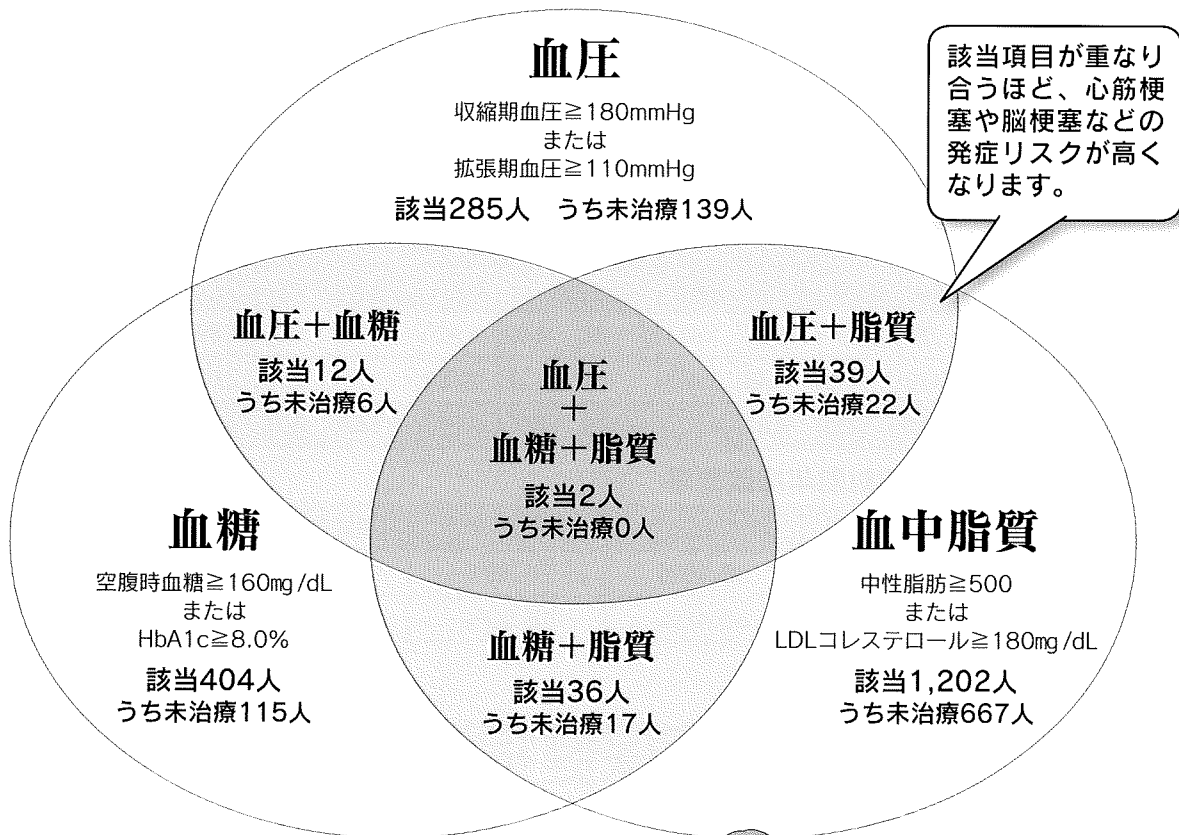 血圧
収縮期血圧≧180mmHg
または
拡張期血圧≧110mmHg
該当285人 うち未治療139人
該当項目が重なり
合うほど、心筋梗
塞や脳梗塞などの
発症リスクが高く
なります。
血圧+血糖
該当12人
うち未治療6人
血圧
+
血糖+脂質
該当2人
うち未治療0人
血圧+脂質
該当39人
うち未治療22人
血糖
空腹時血糖≧160mg/dL
または
HbA1c≧8.0%
該当404人
うち未治療115人
血糖+脂質
該当36人
うち未治療17人
血中脂質
中性脂肪≧500
または
LDLコレステロール≧180mg/dL
該当1,202人
うち未治療667人